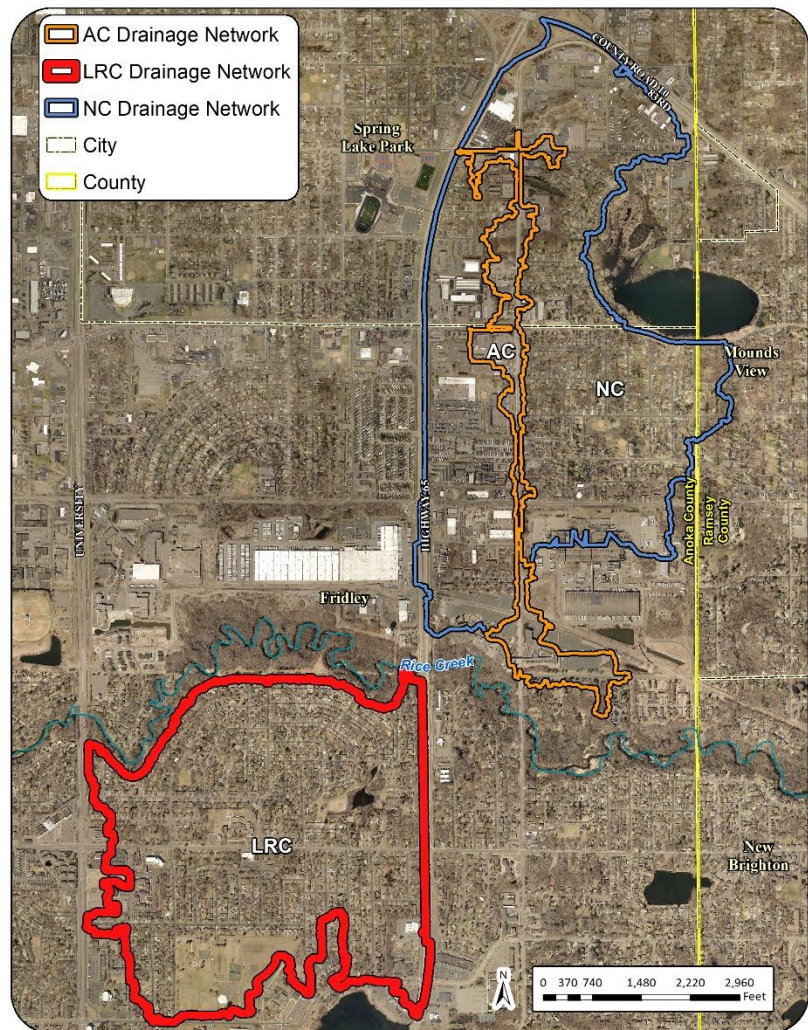 AC Drainage Network
LRC Drainage Network
NC Drainage Network
City
County
COUNTY ROAD 10
83RD
Spring
Lake Park
AC
Mounds
View
NC
UNIVERSITY
HIGHWAY 65
Anoka County
Ramsey
County
Fridley
Rice Creek
LRC
New
Brighton
N
0 370 740 1,480 2,220 2,960
Feet